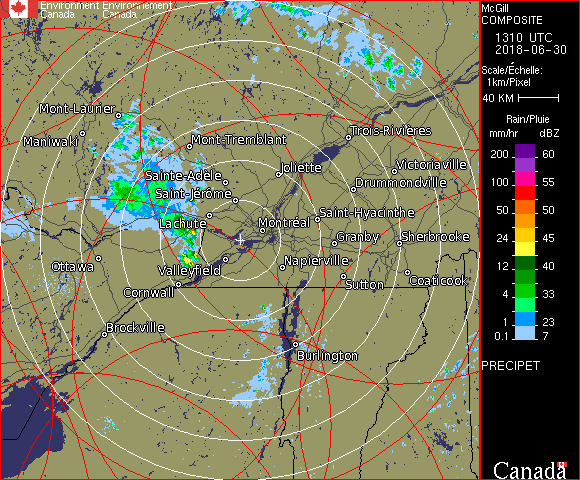 Environment Environnement
Canada Canada
Mont-Laurier
Maniwaki
Mont-Tremblant
Trois-Rivières
Sainte-Adèle
Joliette
Victoriaville
Saint-Jérôme
Drummondville
Lachute
Saint-Hyacinthe
Montréal
Granby
Sherbrooke
Ottawa
Valleyfield
Napierville
Cornwall
Sutton
Coaticook
Brockville
Burlington
McGill
COMPOSITE
1310 UTC
2018-06-30
Scale/Échelle:
1km/Pixel
40 KM
Rain/Pluie
mm/hr dBZ
200 60
100 55
50 50
24 45
12 40
4 33
1 23
0.1 7
PRECIPET
Canada